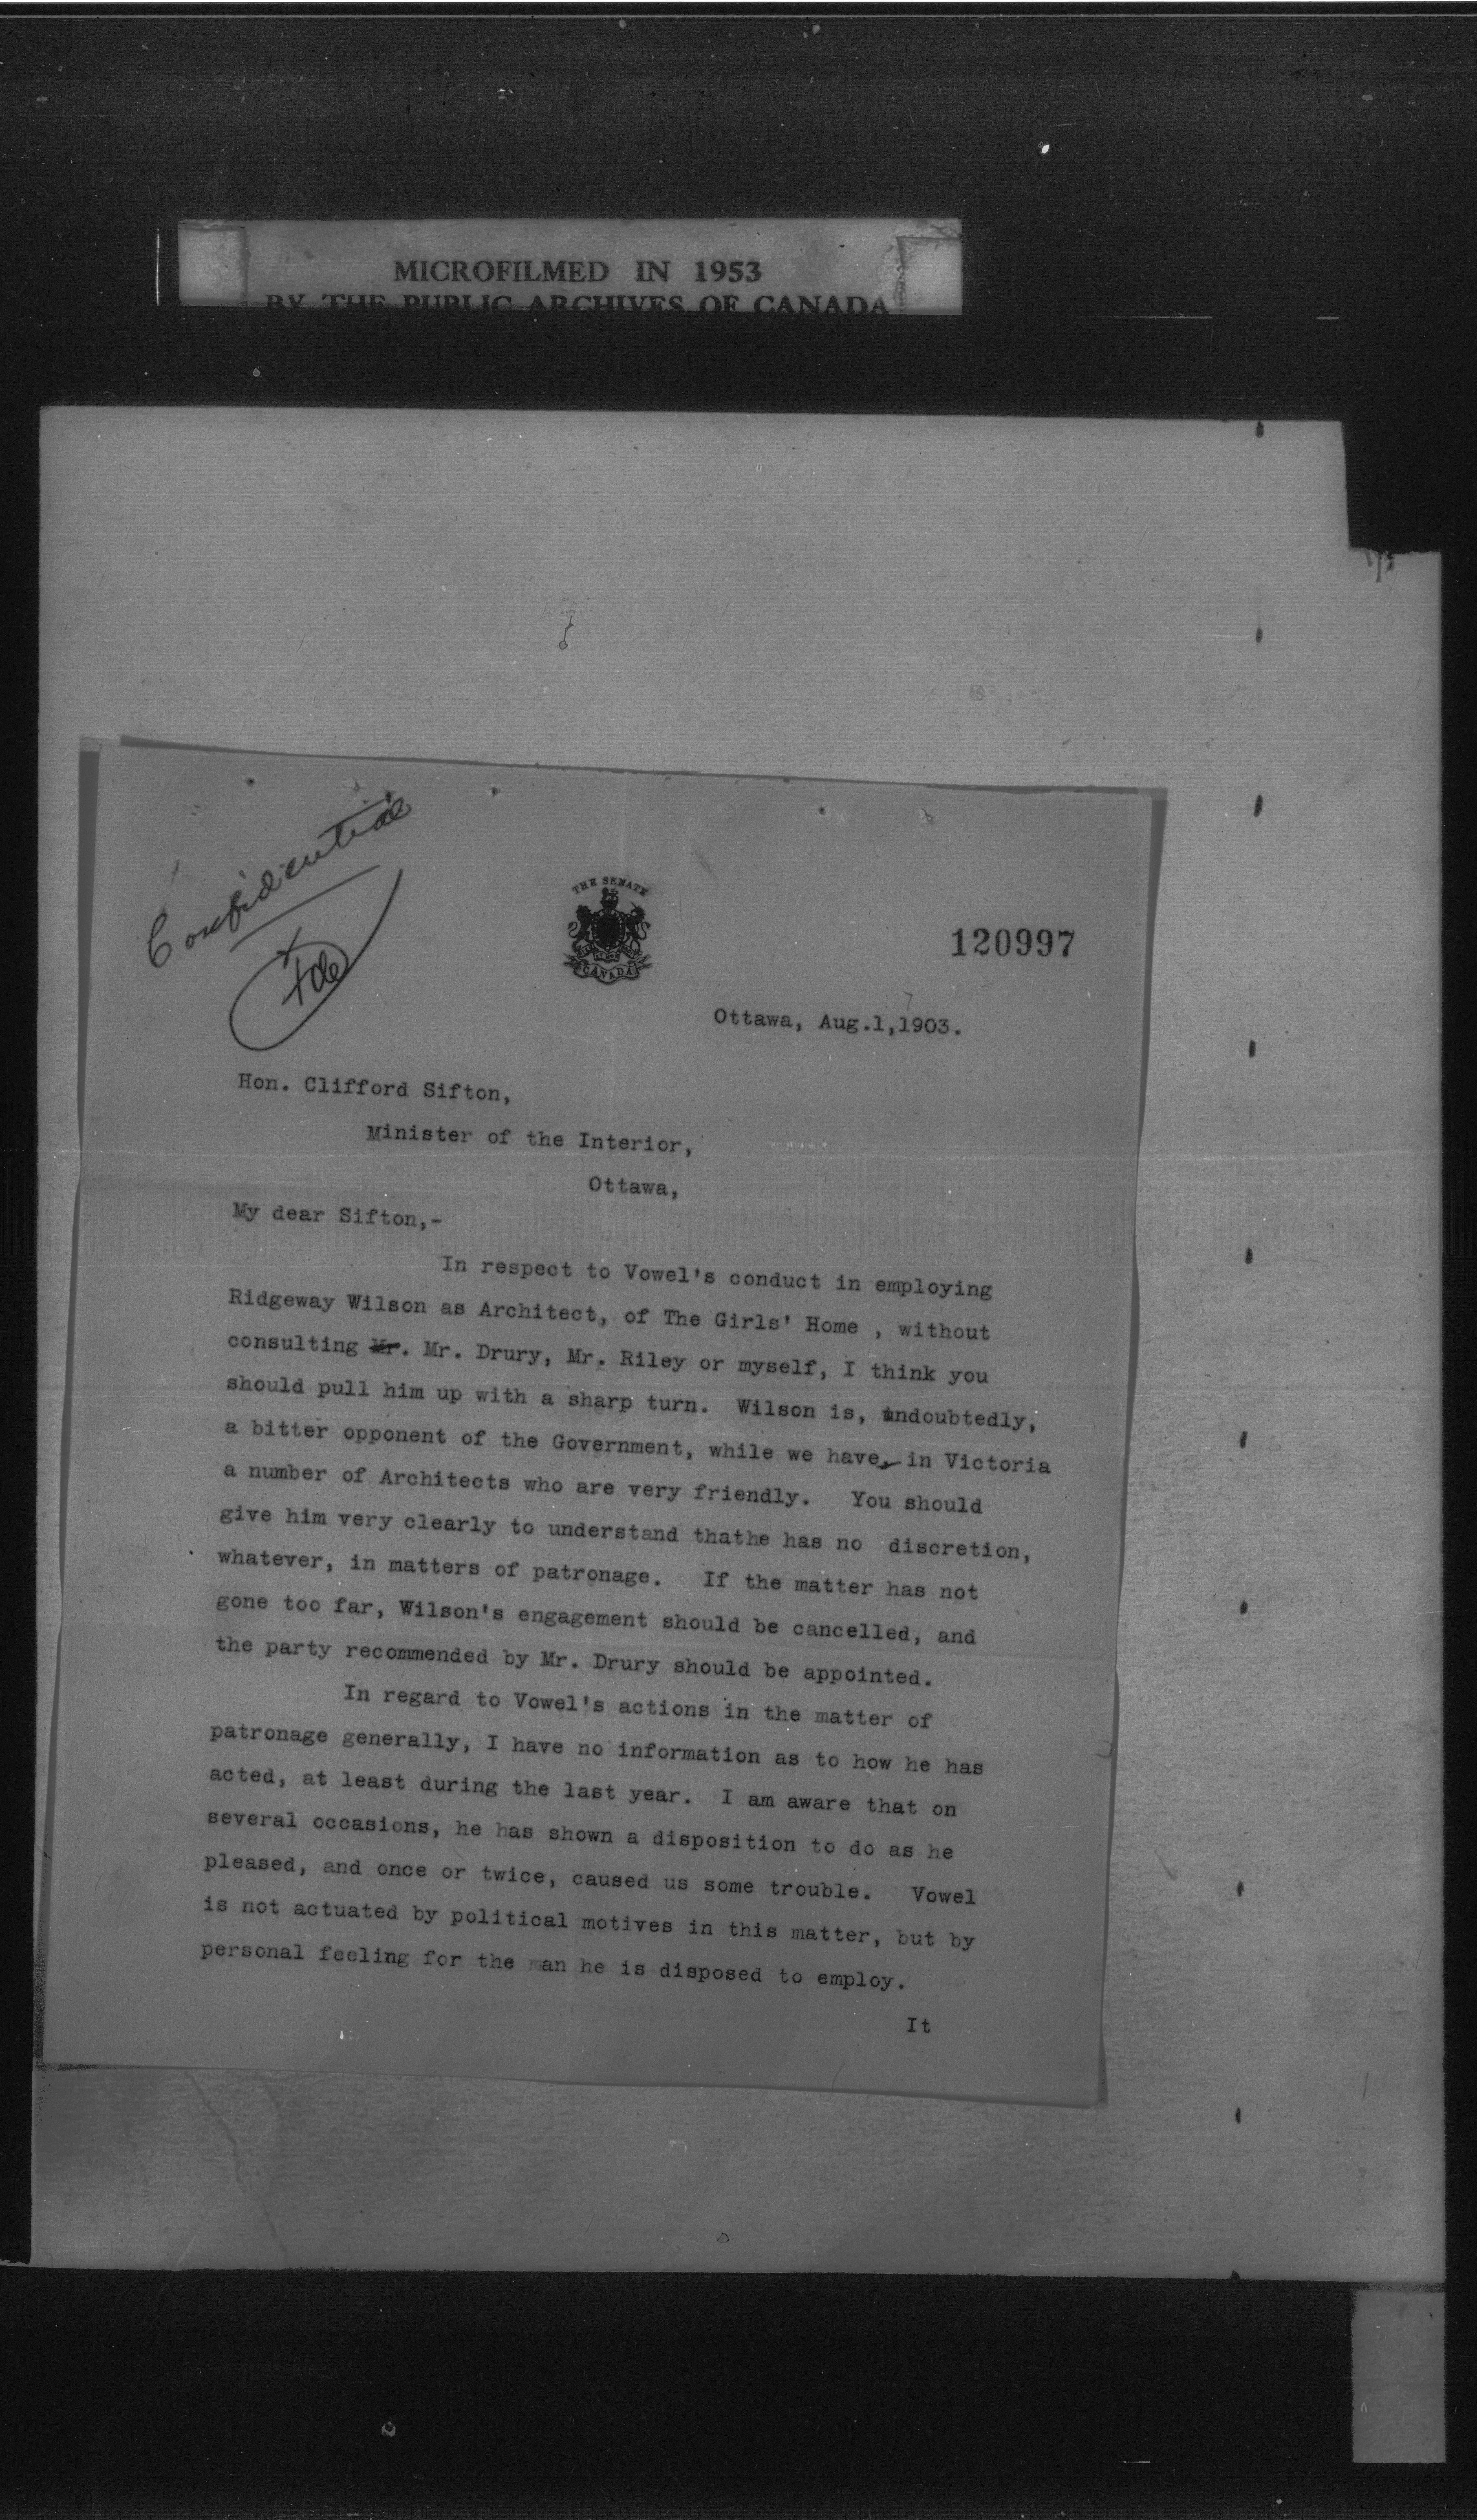 MICROFILMED IN 1953
BY THE PUBLIC ARCHIVES OF CANADA
Confidential
THE SENATE
CANADA
120997
Ottawa, Aug.1,1903.
Hon. Clifford Sifton,
Minister of the Interior,
Ottawa,
My dear Sifton,-
In respect to Vowel's conduct in employing
Ridgeway Wilson as Architect, of The Girls' Home , without
consulting Mr. Mr. Drury, Mr. Riley or myself, I think you
should pull him up with a sharp turn. Wilson is, undoubtedly,
a bitter opponent of the Government, while we have, in Victoria
a number of Architects who are very friendly. You should
give him very clearly to understand thathe has no discretion,
whatever, in matters of patronage. If the matter has not
gone too far, Wilson's engagement should be cancelled, and
the party recommended by Mr. Drury should be appointed.
In regard to Vowel's actions in the matter of
patronage generally, I have no information as to how he has
acted, at least during the last year. I am aware that on
several occasions, he has shown a disposition to do as he
pleased, and once or twice, caused us some trouble. Vowel
is not actuated by political motives in this matter, but by
personal feeling for the man he is disposed to employ.
It